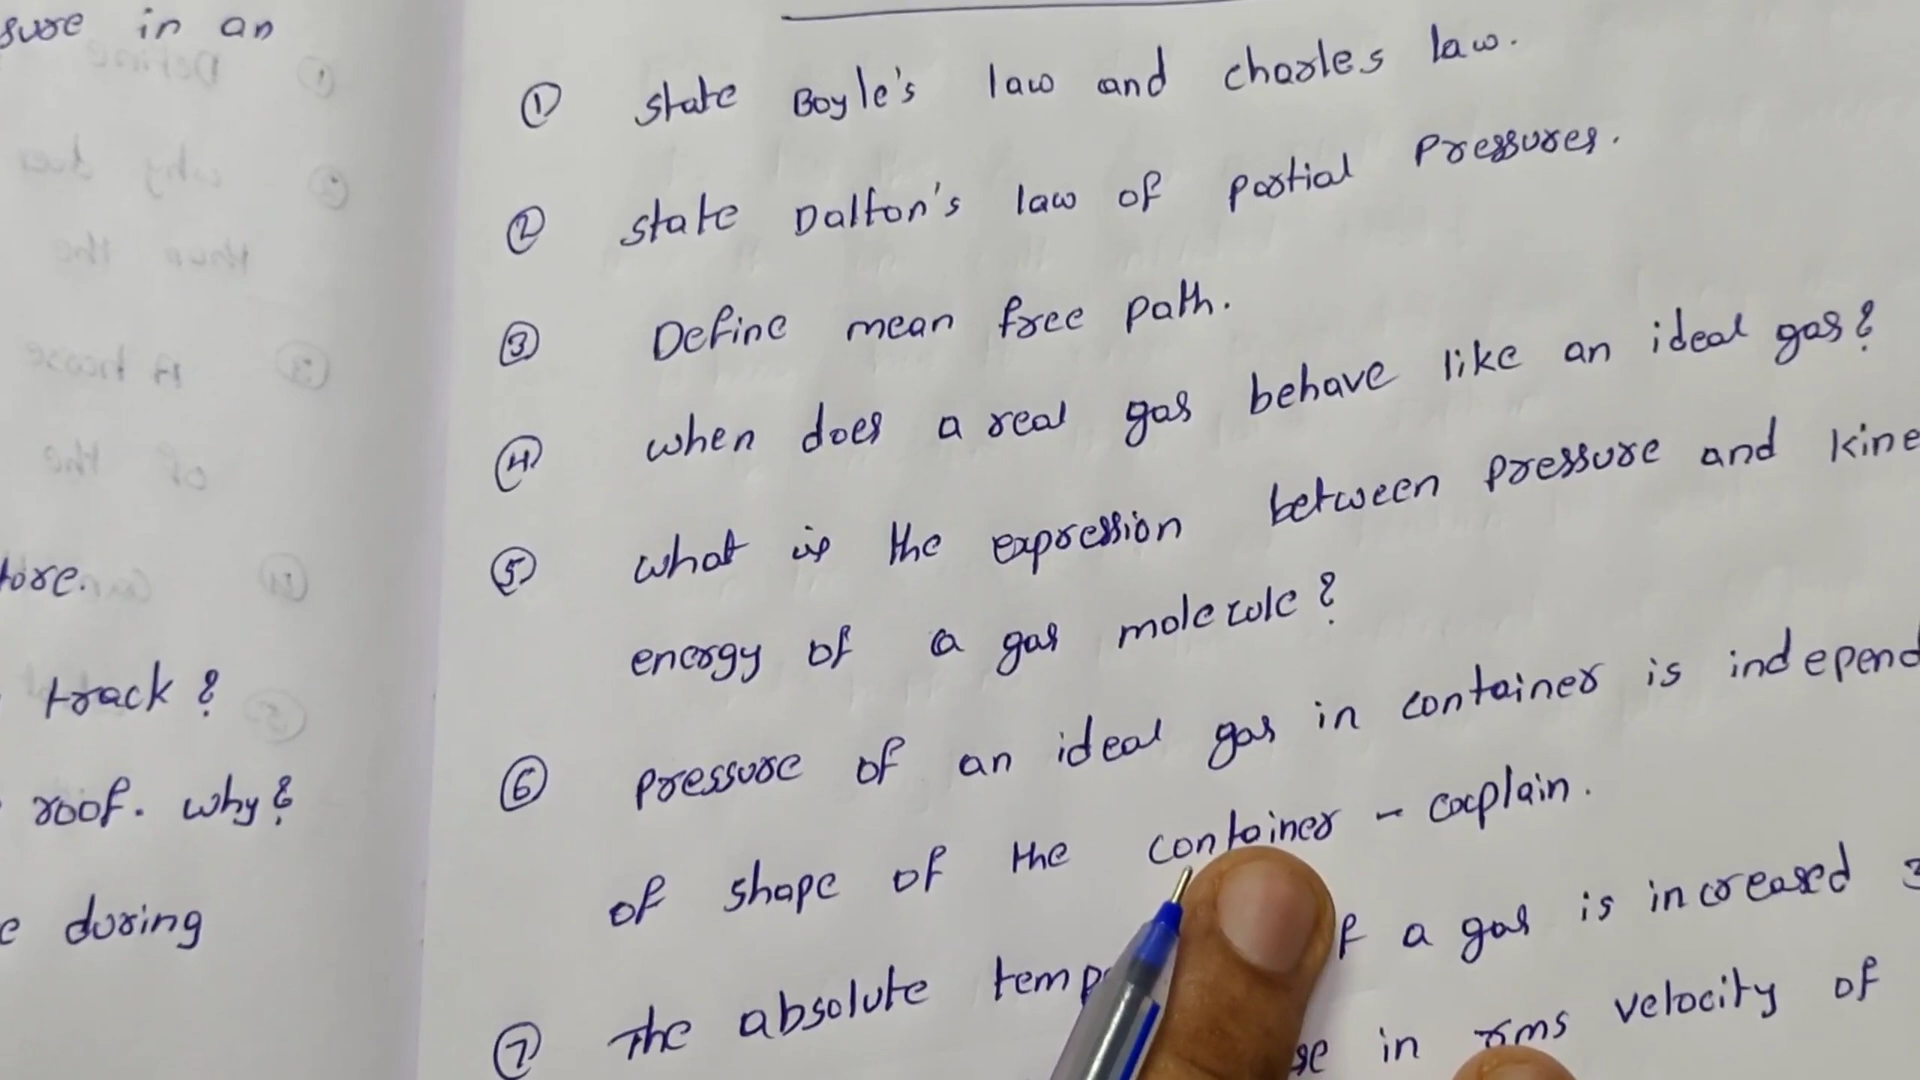 sure in an
track?
roof. why?
during
① state Boyle's law and charles law.
② state Dalton's law of partial Pressures.
③ Define mean free path.
④ when does a real gas behave like an ideal gas?
⑤ what is the expression between pressure and kine
energy of a gas molecule?
⑥ pressure of an ideal gas in container is independ
of shape of the container - explain.
⑦ The absolute temp f a gas is increased 3
se in rms velocity of